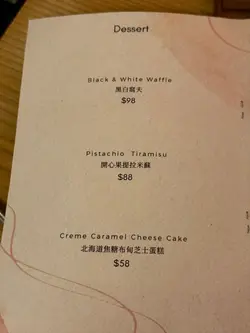 Dessert
Black & White Waffle
黑白窩夫
$98
Pistachio Tiramisu
開心果提拉米蘇
$88
Creme Caramel Cheese Cake
北海道焦糖布甸芝士蛋糕
$58